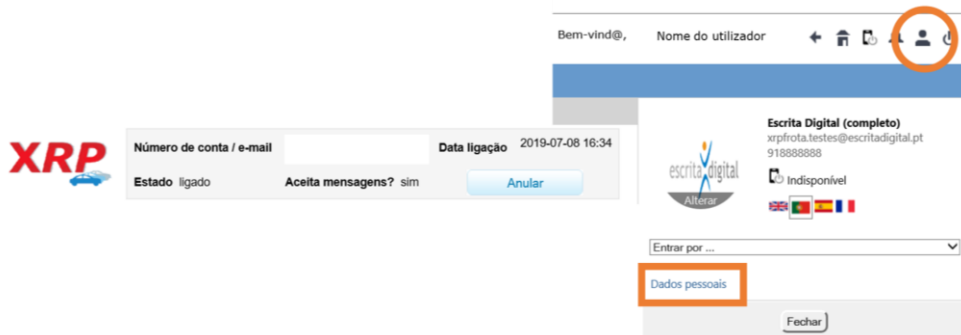 Bem-vind@, Nome do utilizador
XRP
Número de conta / e-mail
Data ligação 2019-07-08 16:34
Estado ligado
Aceita mensagens? sim
Anular
escrita digital
Alterar
Escrita Digital (completo)
xrpfrota.testes@escritadigital.pt
918888888
Indisponível
Entrar por ...
Dados pessoais
Fechar